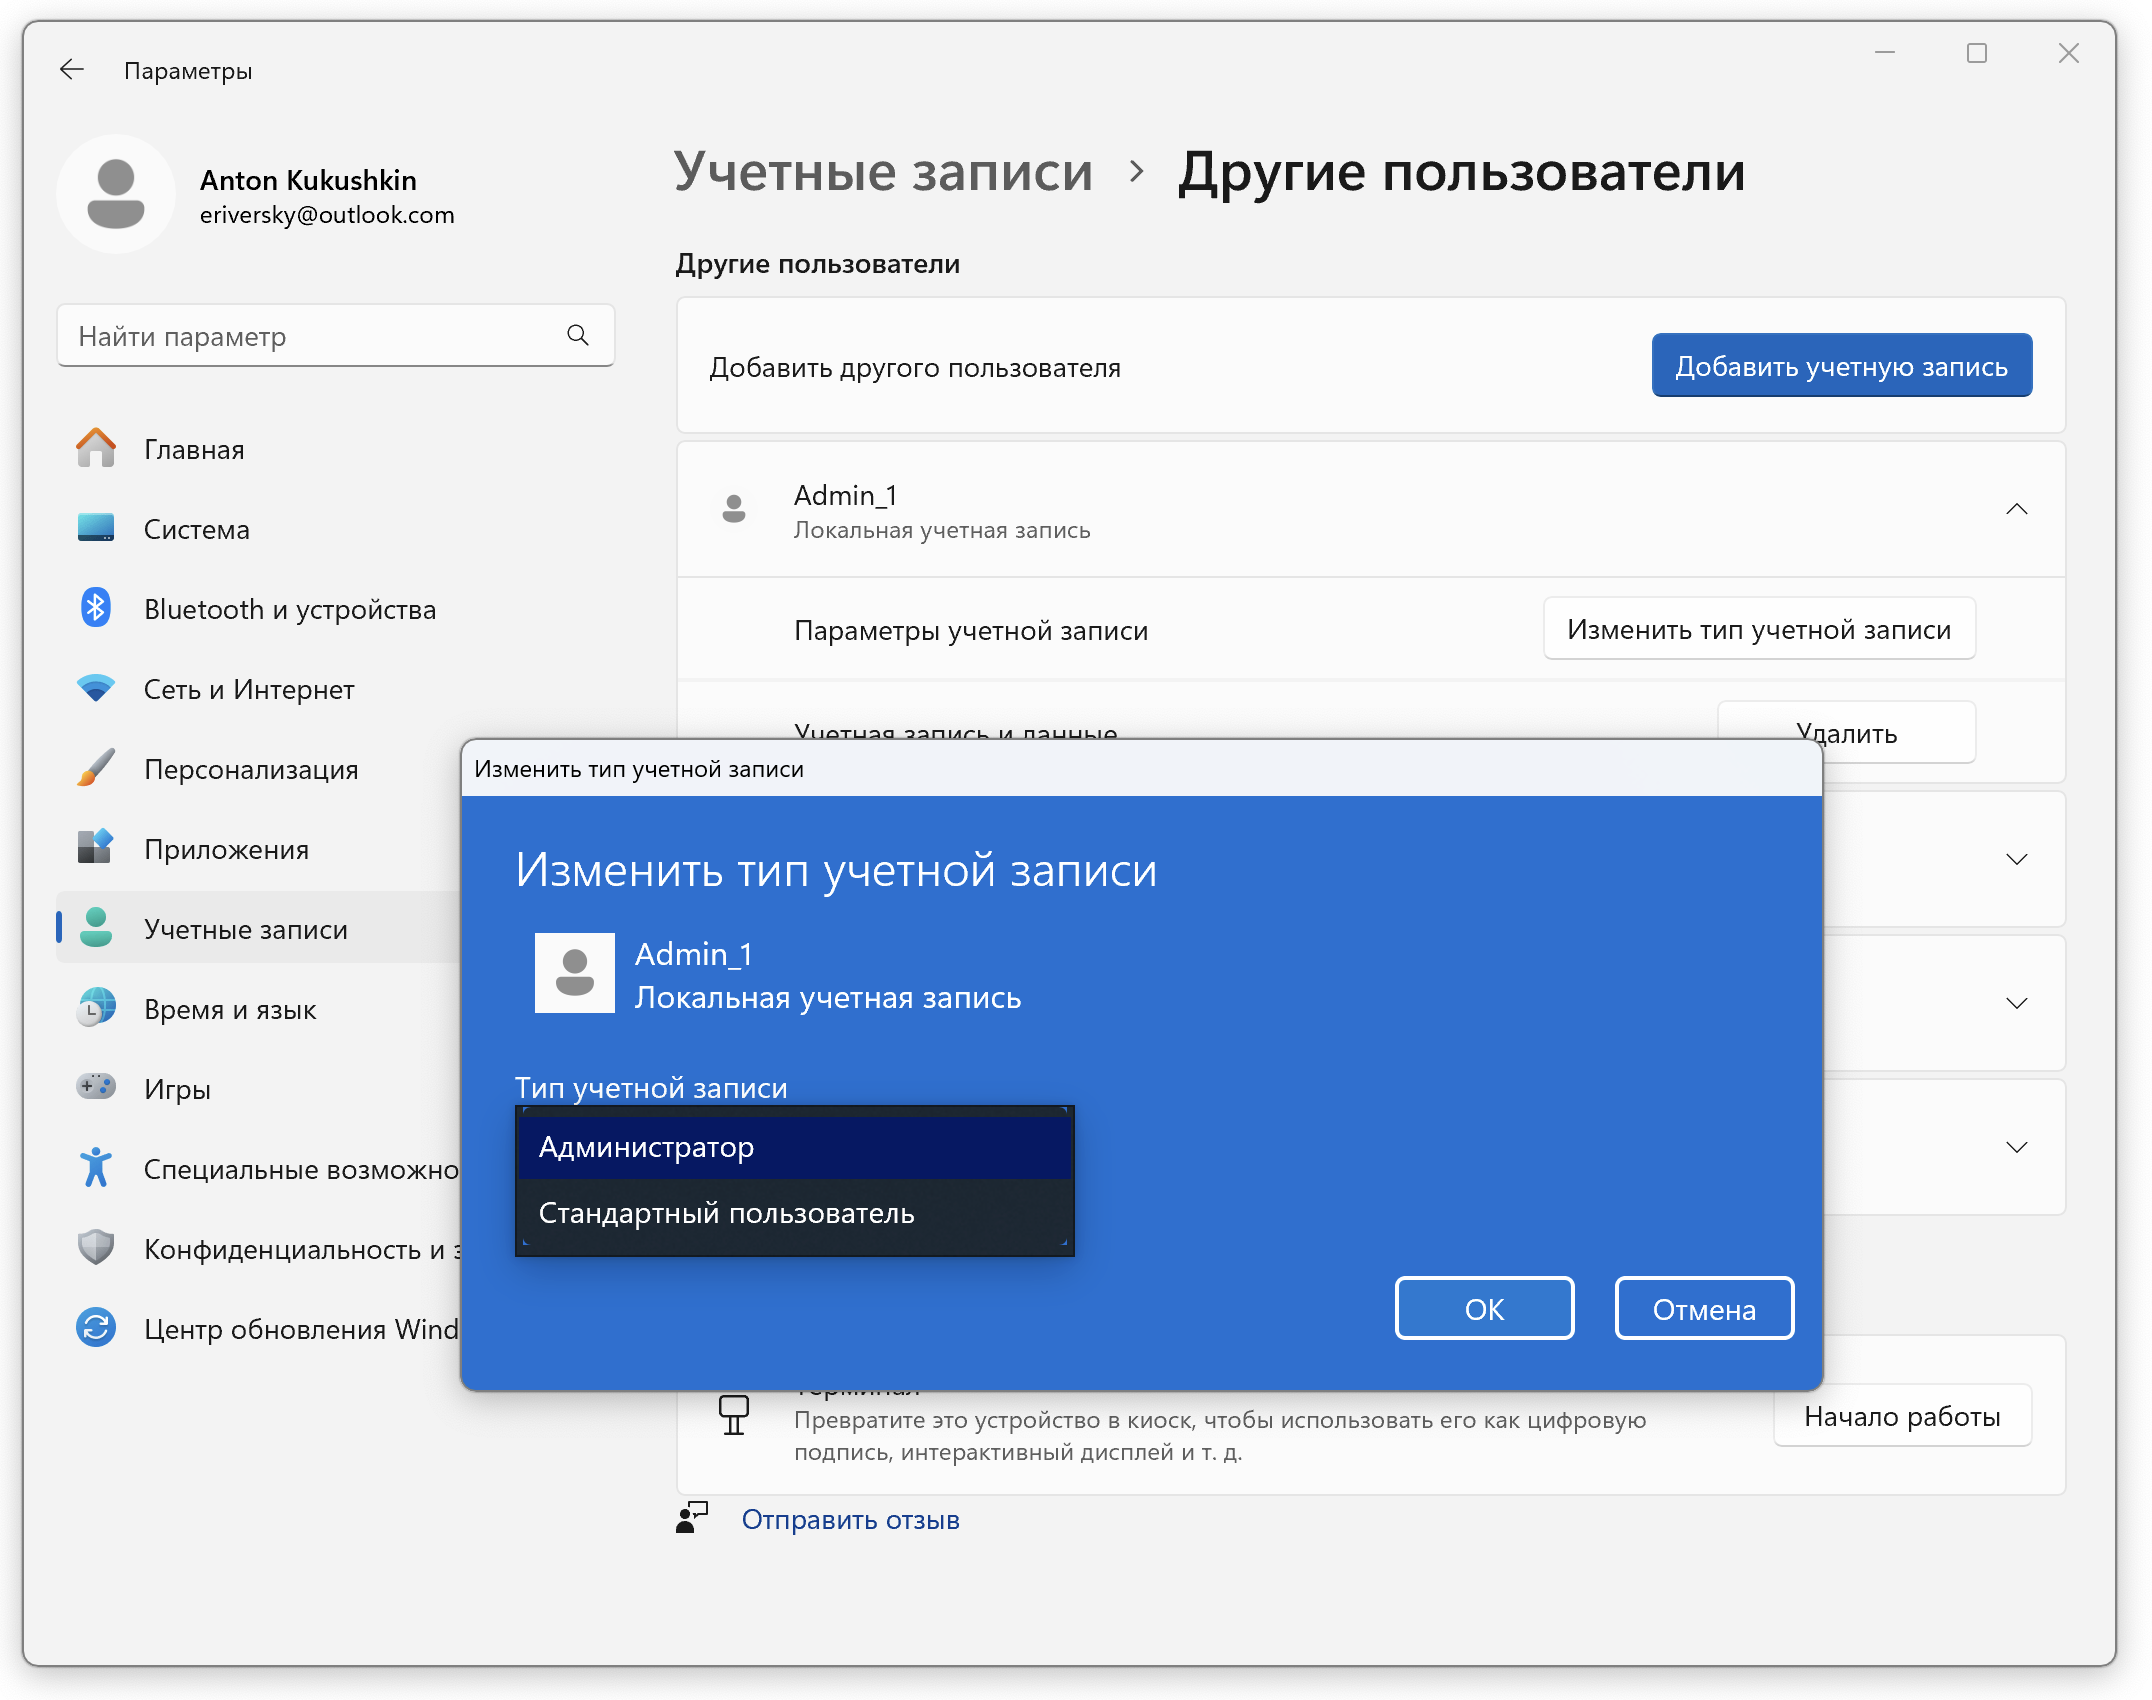 Параметры
Anton Kukushkin
eriversky@outlook.com
Найти параметр
Главная
Система
Bluetooth и устройства
Сеть и Интернет
Персонализация
Приложения
Учетные записи
Время и язык
Игры
Специальные возможно
Конфиденциальность и з
Центр обновления Wind
Учетные записи > Другие пользователи
Другие пользователи
Добавить другого пользователя
Добавить учетную запись
Admin_1
Локальная учетная запись
Параметры учетной записи
Изменить тип учетной записи
Учетная запись и данные
Удалить
Изменить тип учетной записи
Изменить тип учетной записи
Admin_1
Локальная учетная запись
Тип учетной записи
Администратор
Стандартный пользователь
OK
Отмена
Терминал
Превратите это устройство в киоск, чтобы использовать его как цифровую
подпись, интерактивный дисплей и т. д.
Начало работы
Отправить отзыв